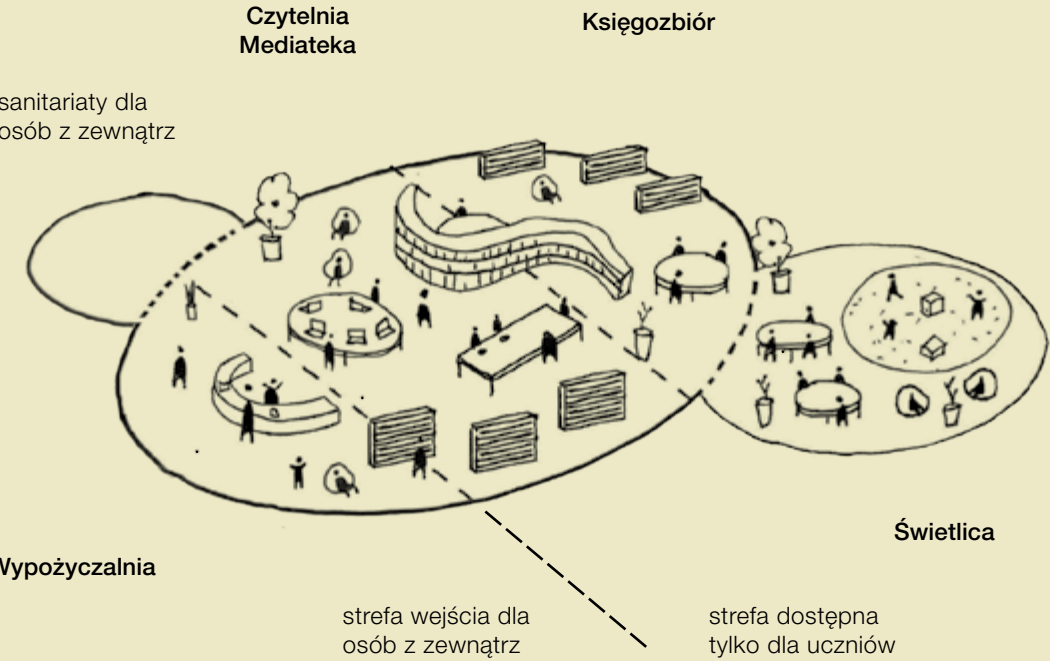 Czytelnia
Mediateka
Księgozbiór
sanitariaty dla
osób z zewnątrz
Świetlica
Wypożyczalnia
strefa wejścia dla
osób z zewnątrz
strefa dostępna
tylko dla uczniów